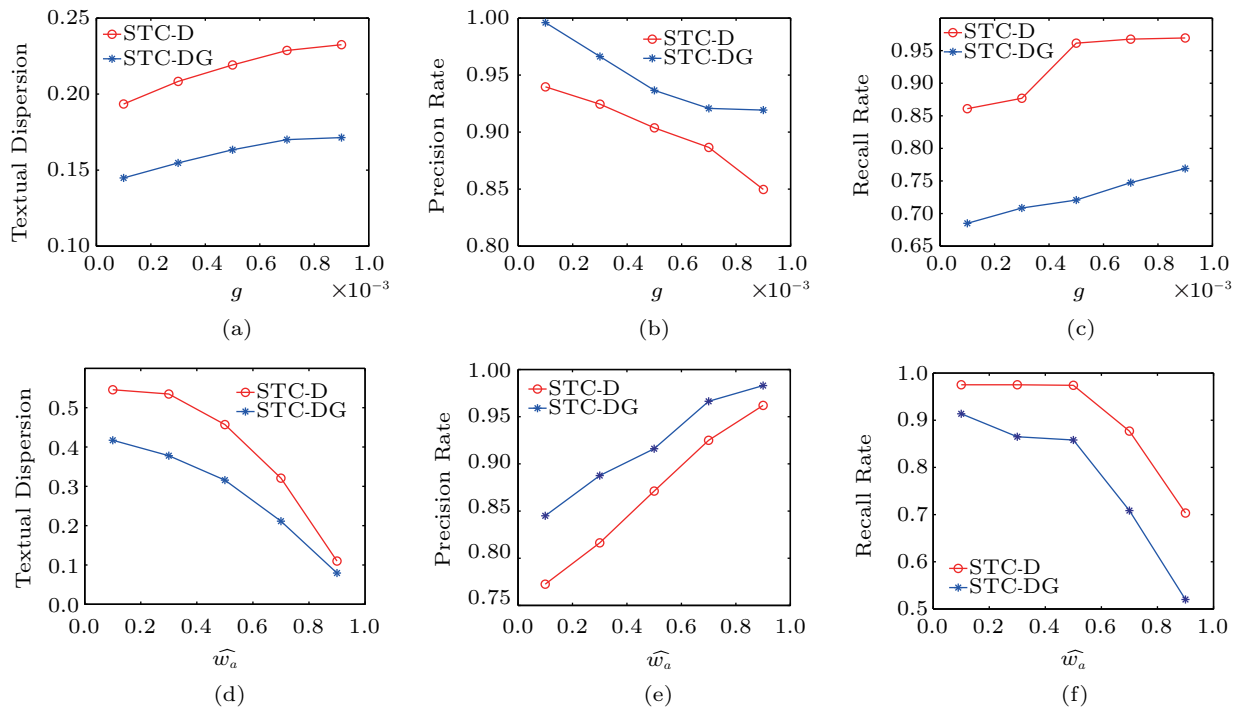 0.25
0.20
0.15
0.10
Textual Dispersion
STC-D
STC-DG
0.0 0.2 0.4 0.6 0.8 1.0
g ×10⁻³
(a)
1.00
0.95
0.90
0.85
0.80
Precision Rate
STC-D
STC-DG
0.0 0.2 0.4 0.6 0.8 1.0
g ×10⁻³
(b)
0.95
0.90
0.85
0.80
0.75
0.70
0.65
Recall Rate
STC-D
STC-DG
0.0 0.2 0.4 0.6 0.8 1.0
g ×10⁻³
(c)
0.5
0.4
0.3
0.2
0.1
0.0
Textual Dispersion
STC-D
STC-DG
0.0 0.2 0.4 0.6 0.8 1.0
$\widehat{w_a}$
(d)
1.00
0.95
0.90
0.85
0.80
0.75
Precision Rate
STC-D
STC-DG
0.0 0.2 0.4 0.6 0.8 1.0
$\widehat{w_a}$
(e)
1.0
0.9
0.8
0.7
0.6
0.5
Recall Rate
STC-D
STC-DG
0.0 0.2 0.4 0.6 0.8 1.0
$\widehat{w_a}$
(f)